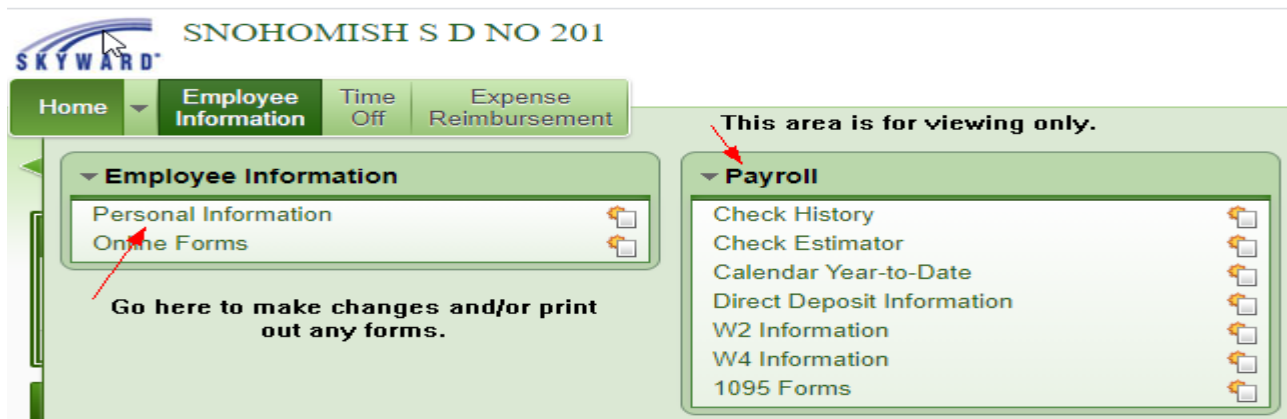 SNOHOMISH S D NO 201
SKYWARD
Home
Employee
Information
Time
Off
Expense
Reimbursement
This area is for viewing only.
Employee Information
Personal Information
Online Forms
Go here to make changes and/or print
out any forms.
Payroll
Check History
Check Estimator
Calendar Year-to-Date
Direct Deposit Information
W2 Information
W4 Information
1095 Forms